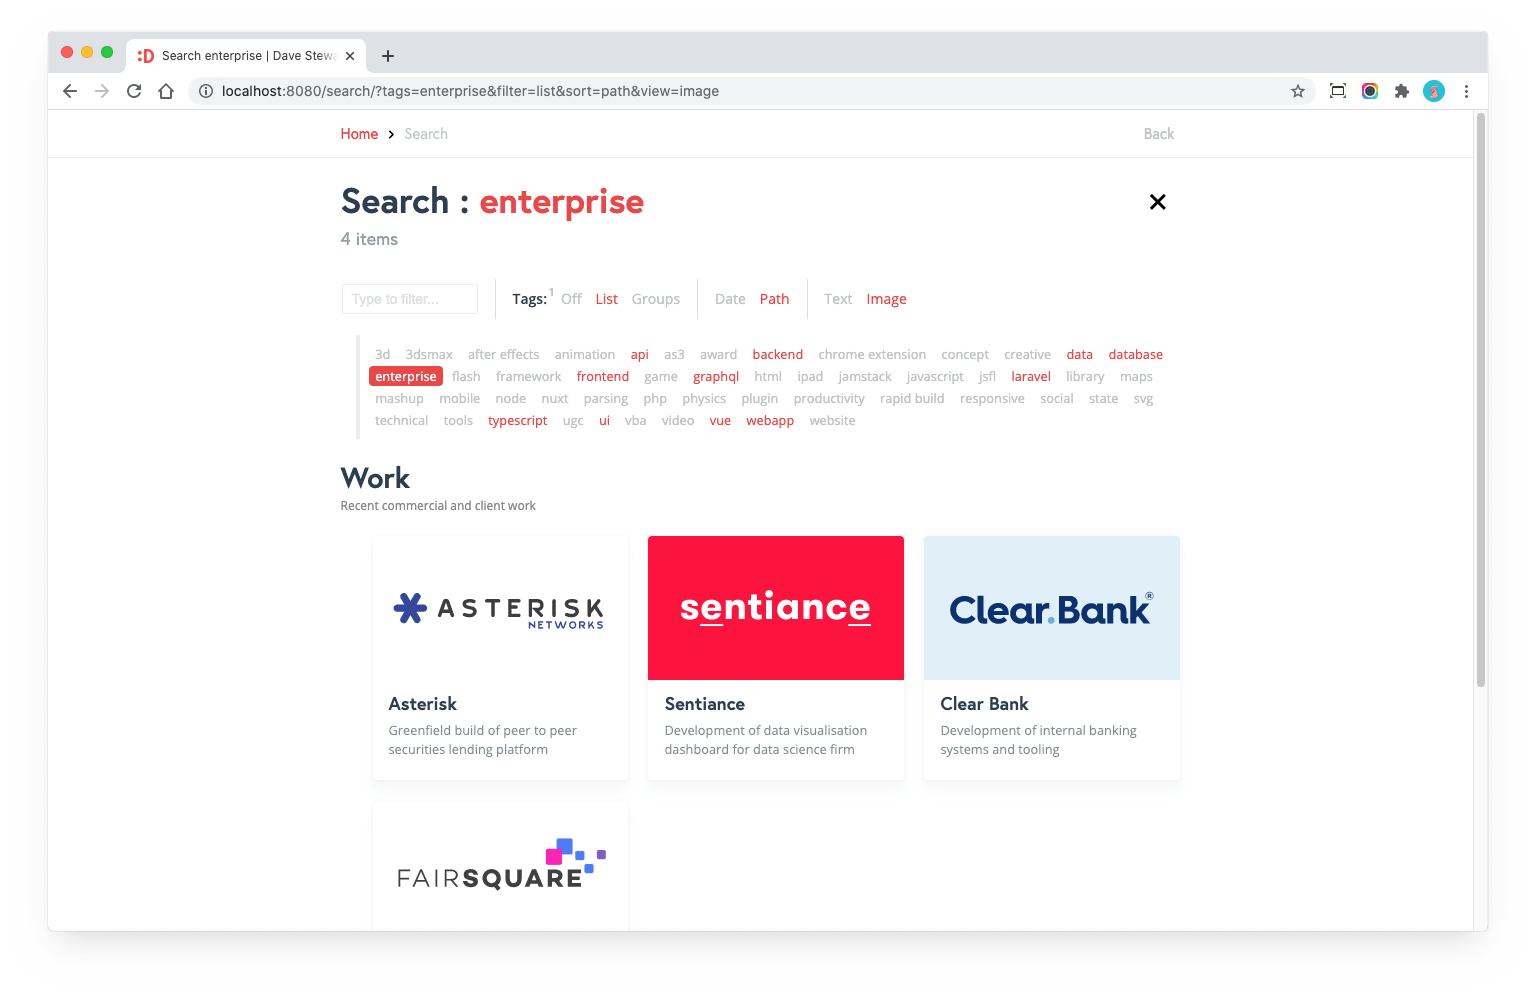 :D Search enterprise | Dave Stewa
localhost:8080/search/?tags=enterprise&filter=list&sort=path&view=image
Home > Search Back
Search : enterprise
4 items
Type to filter... Tags: 1 Off List Groups Date Path Text Image
3d 3dsmax after effects animation api as3 award backend chrome extension concept creative data database
enterprise flash framework frontend game graphql html ipad jamstack javascript jsfl laravel library maps
mashup mobile node nuxt parsing php physics plugin productivity rapid build responsive social state svg
technical tools typescript ugc ui vba video vue webapp website
Work
Recent commercial and client work
ASTERISK
NETWORKS
sentiance
Clear.Bank®
Asterisk
Greenfield build of peer to peer
securities lending platform
Sentiance
Development of data visualisation
dashboard for data science firm
Clear Bank
Development of internal banking
systems and tooling
FAIRSQUARE